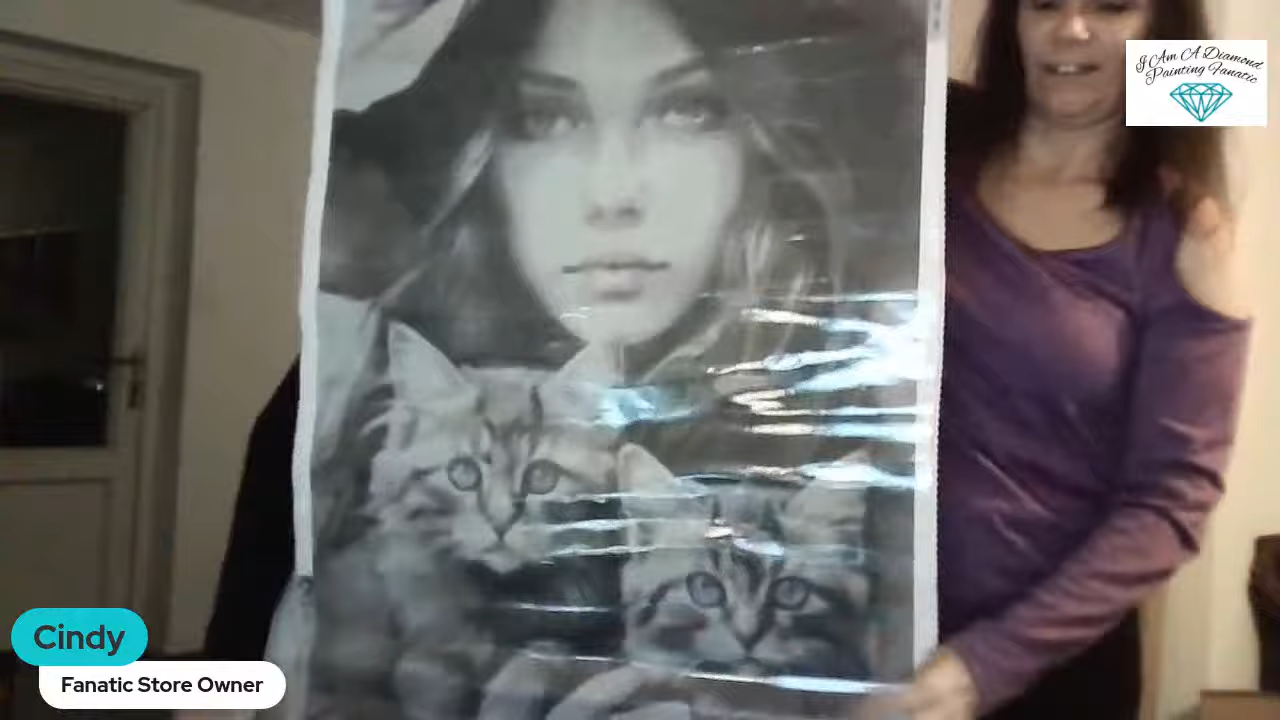 I Am A Diamond
Painting Fanatic
Cindy
Fanatic Store Owner